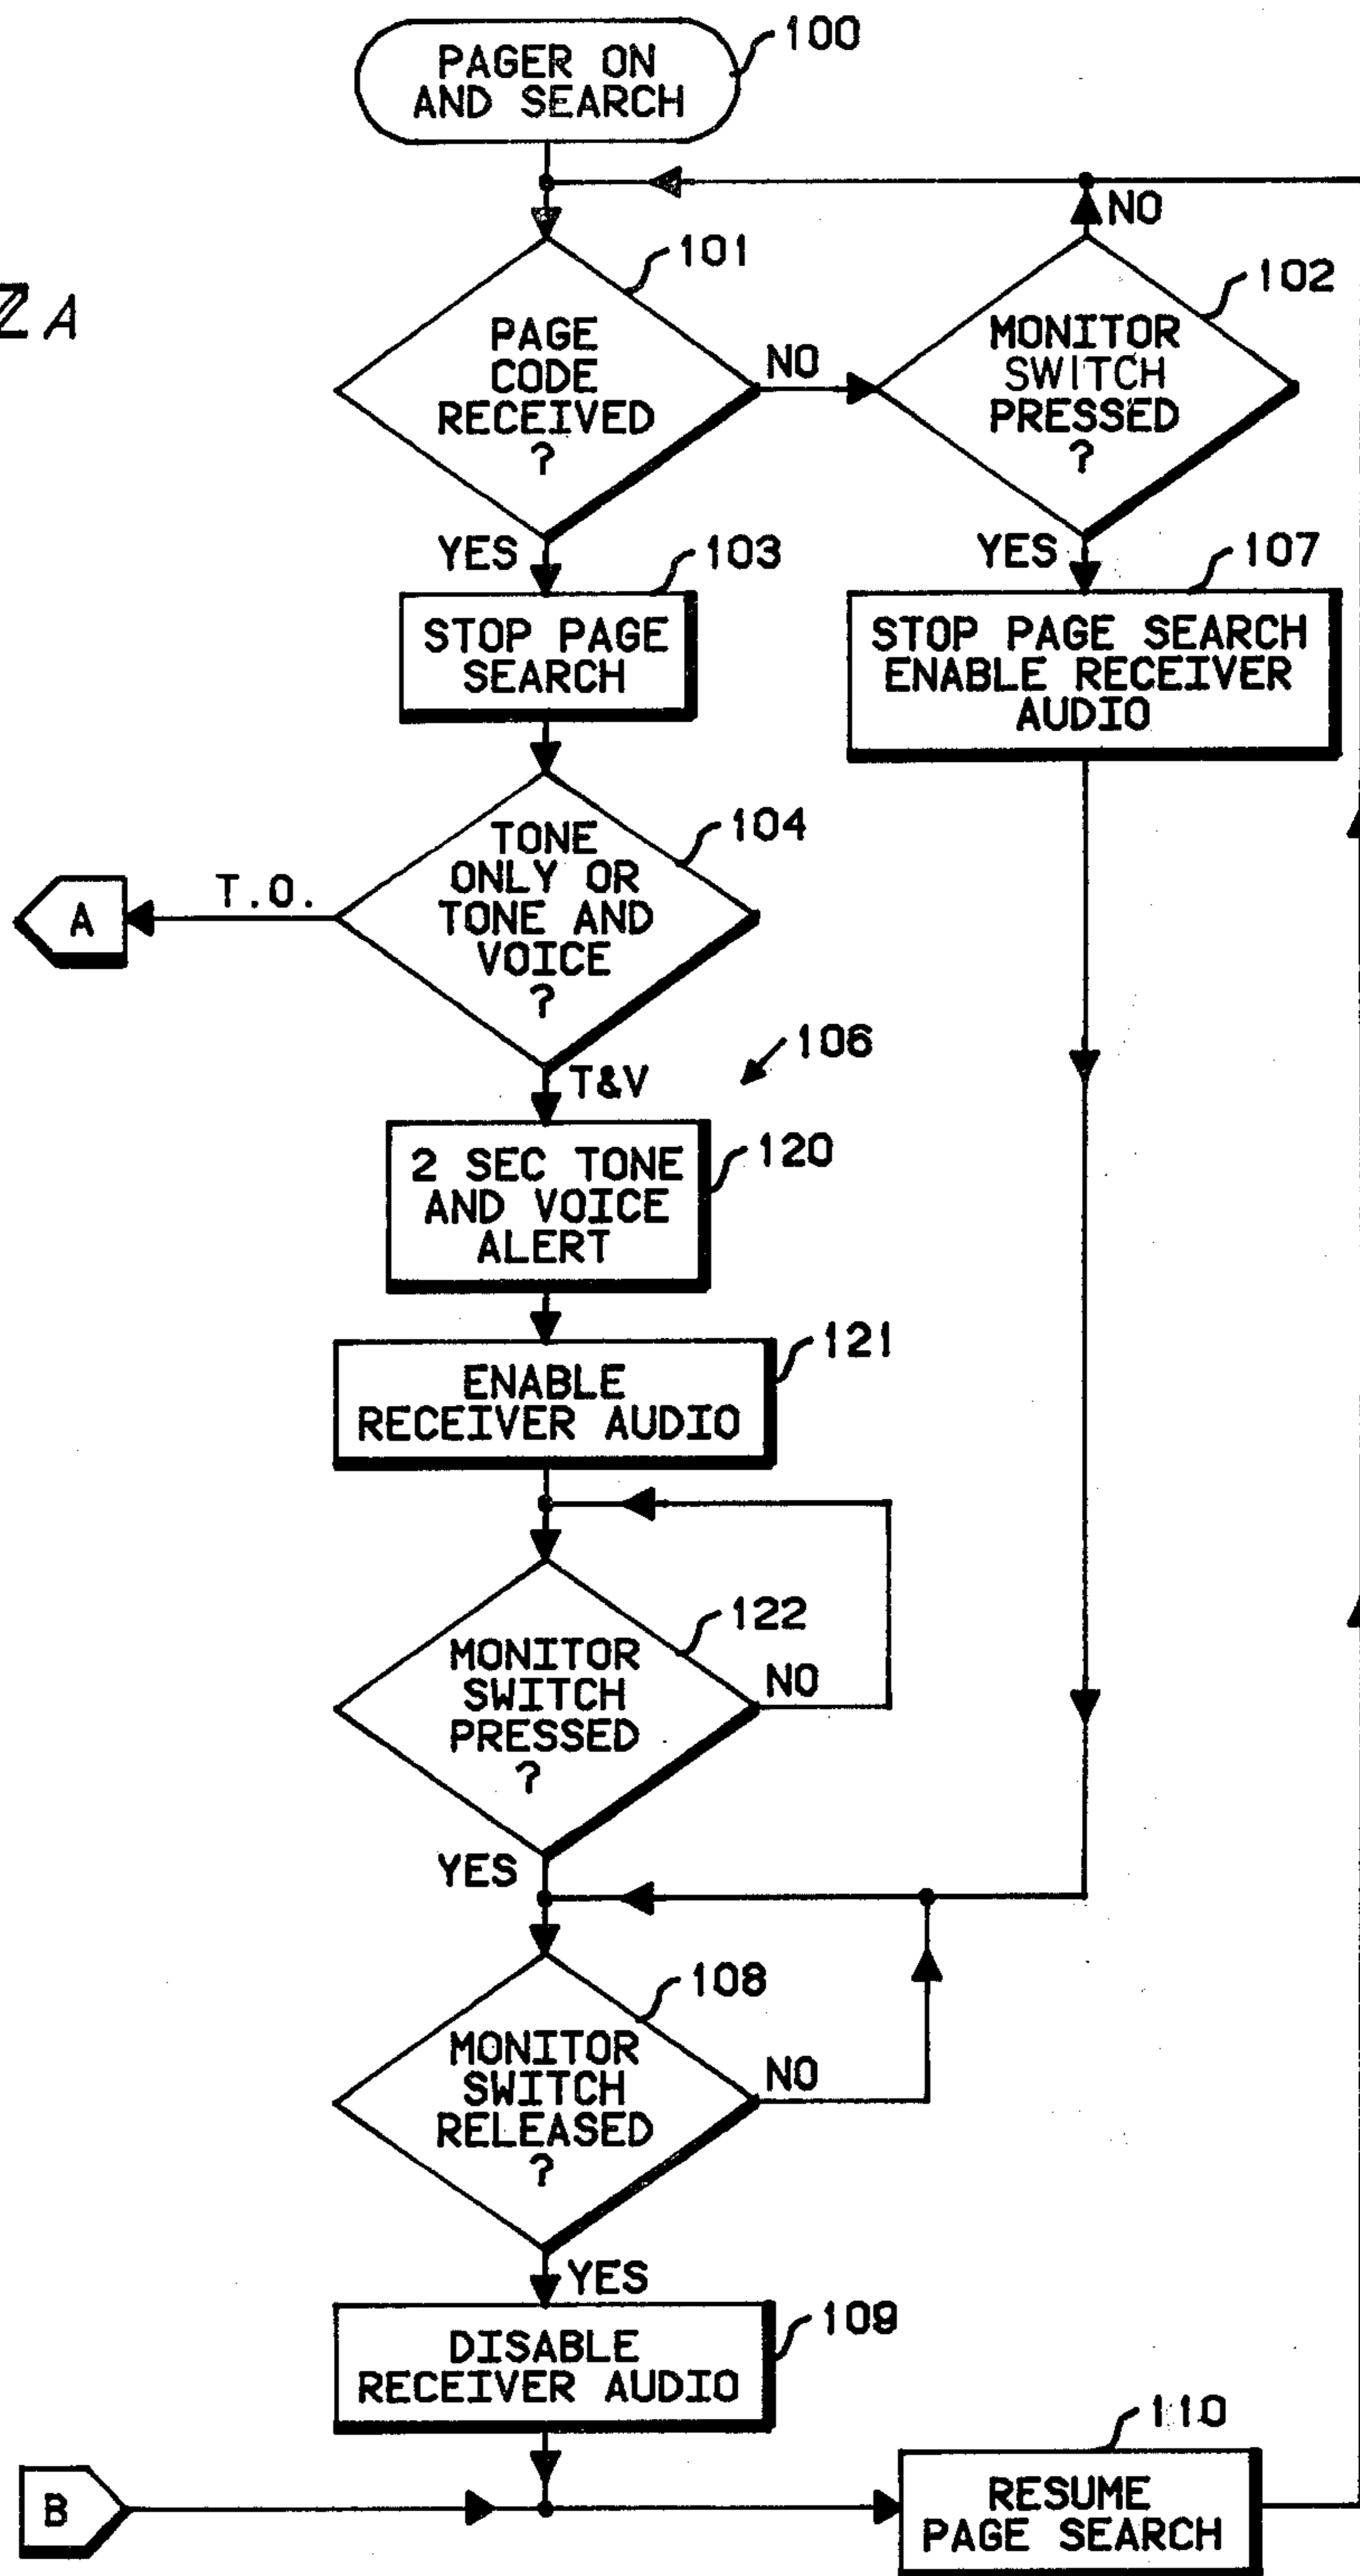 PAGER ON
AND SEARCH
100
NO
101
102
2A
PAGE
CODE
RECEIVED
?
NO
MONITOR
SWITCH
PRESSED
?
YES
103
YES
107
STOP PAGE
SEARCH
STOP PAGE SEARCH
ENABLE RECEIVER
AUDIO
104
TONE
ONLY OR
TONE AND
VOICE
?
T.O.
A
106
T&V
120
2 SEC TONE
AND VOICE
ALERT
121
ENABLE
RECEIVER AUDIO
122
MONITOR
SWITCH
PRESSED
?
NO
YES
108
MONITOR
SWITCH
RELEASED
?
NO
YES
109
DISABLE
RECEIVER AUDIO
110
B
RESUME
PAGE SEARCH